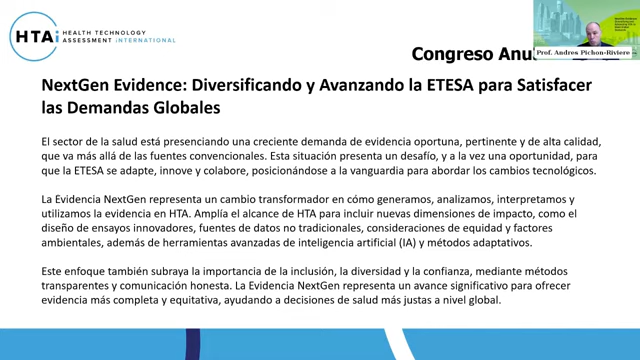 HTAi HEALTH TECHNOLOGY
ASSESSMENT INTERNATIONAL
Prof. Andres Pichon-Riviere
Congreso
NextGen Evidence: Diversificando y Avanzando la ETESA para Satisfacer
las Demandas Globales
El sector de la salud está presenciando una creciente demanda de evidencia oportuna, pertinente y de alta calidad,
que va más allá de las fuentes convencionales. Esta situación presenta un desafío, y a la vez una oportunidad, para
que la ETESA se adapte, innove y colabore, posicionándose a la vanguardia para abordar los cambios tecnológicos.
La Evidencia NextGen representa un cambio transformador en cómo generamos, analizamos, interpretamos y
utilizamos la evidencia en HTA. Amplía el alcance de HTA para incluir nuevas dimensiones de impacto, como el
diseño de ensayos innovadores, fuentes de datos no tradicionales, consideraciones de equidad y factores
ambientales, además de herramientas avanzadas de inteligencia artificial (IA) y métodos adaptativos.
Este enfoque también subraya la importancia de la inclusión, la diversidad y la confianza, mediante métodos
transparentes y comunicación honesta. La Evidencia NextGen representa un avance significativo para ofrecer
evidencia más completa y equitativa, ayudando a decisiones de salud más justas a nivel global.